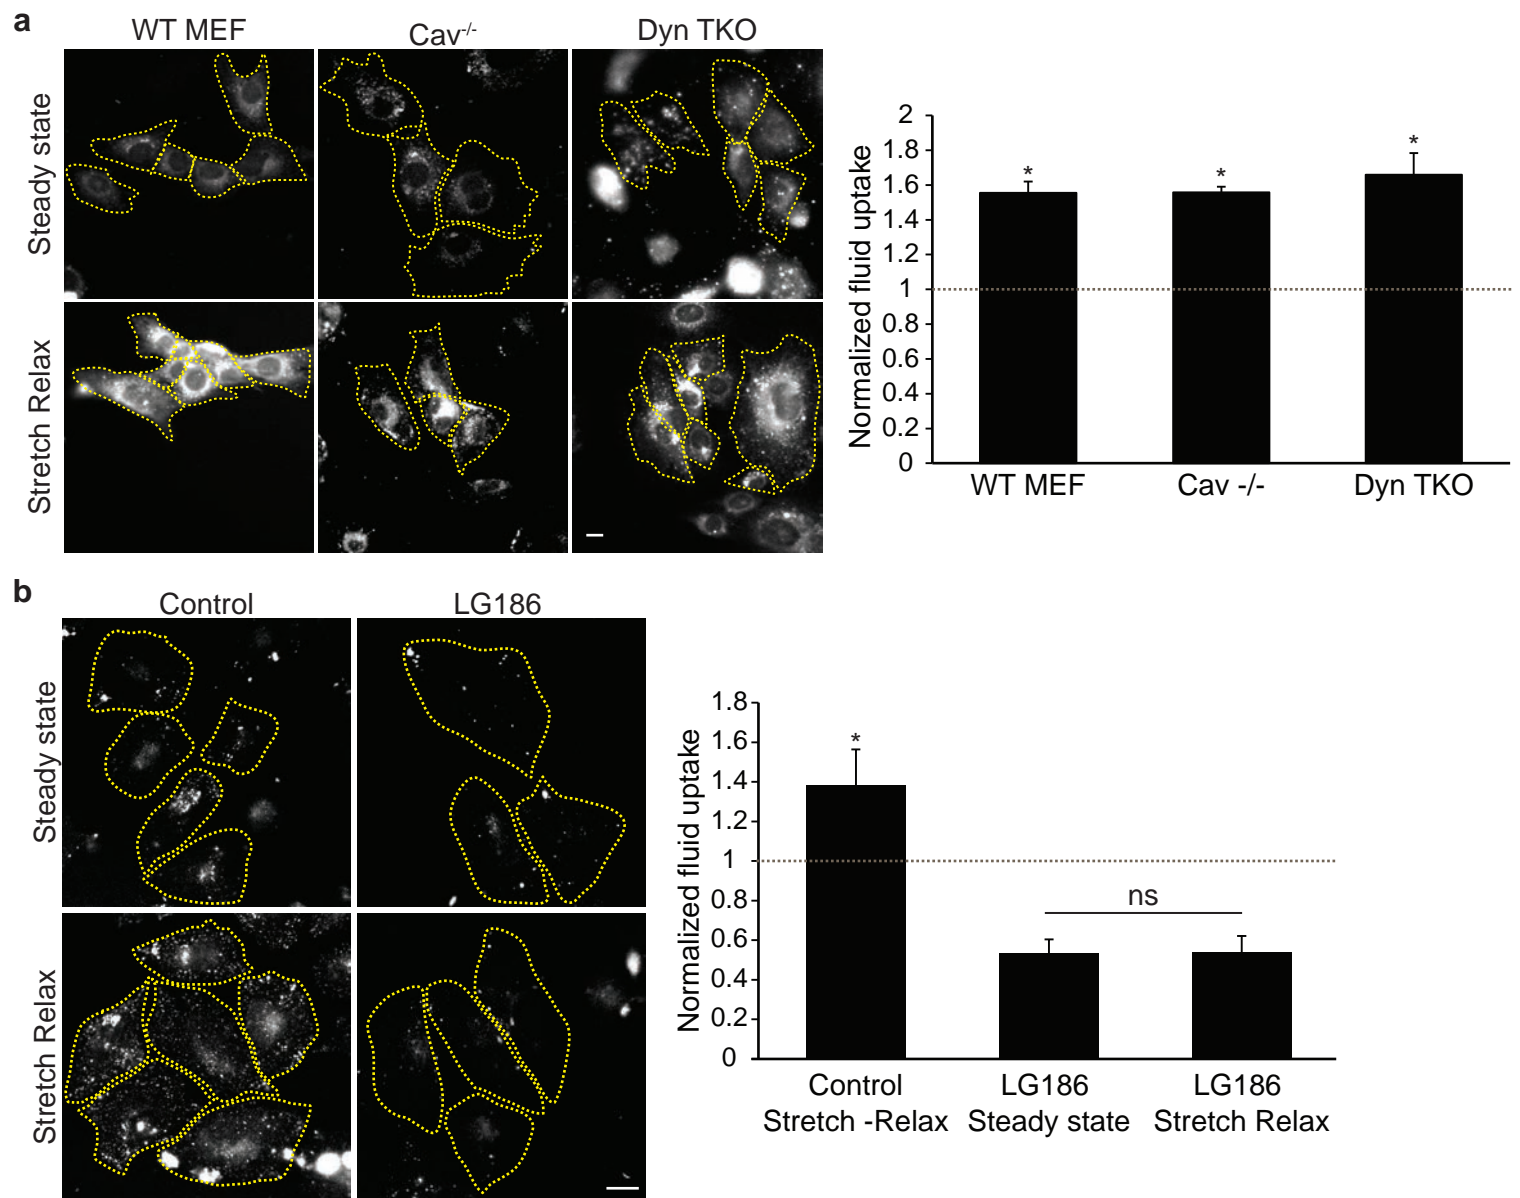 a
WT MEF
Cav-/-
Dyn TKO
Steady state
Stretch Relax
Normalized fluid uptake
2
1.8
1.6
1.4
1.2
1
0.8
0.6
0.4
0.2
0
*
*
*
WT MEF
Cav -/-
Dyn TKO
b
Control
LG186
Steady state
Stretch Relax
Normalized fluid uptake
1.8
1.6
1.4
1.2
1
0.8
0.6
0.4
0.2
0
*
ns
Control
Stretch -Relax
LG186
Steady state
LG186
Stretch Relax